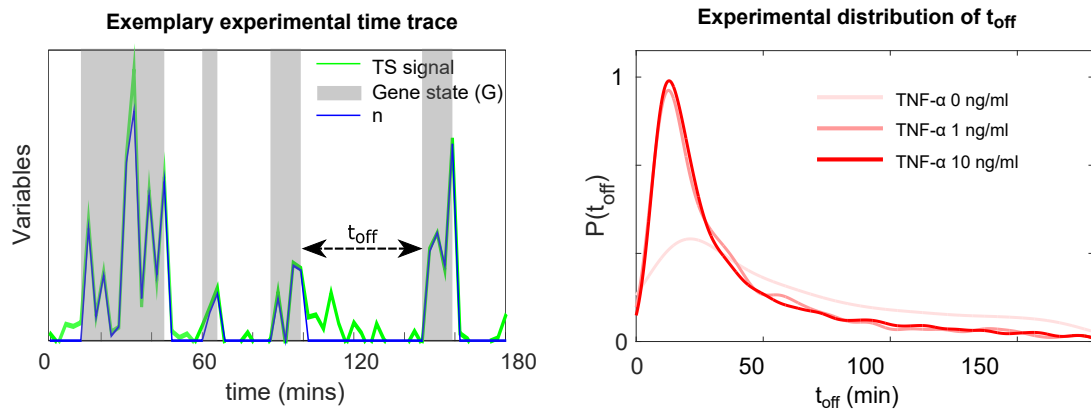 Exemplary experimental time trace
TS signal
Gene state (G)
n
t_off
Variables
0 60 120 180
time (mins)
Experimental distribution of t_off
1
TNF-α 0 ng/ml
TNF-α 1 ng/ml
TNF-α 10 ng/ml
P(t_off)
0
0 50 100 150
t_off (min)